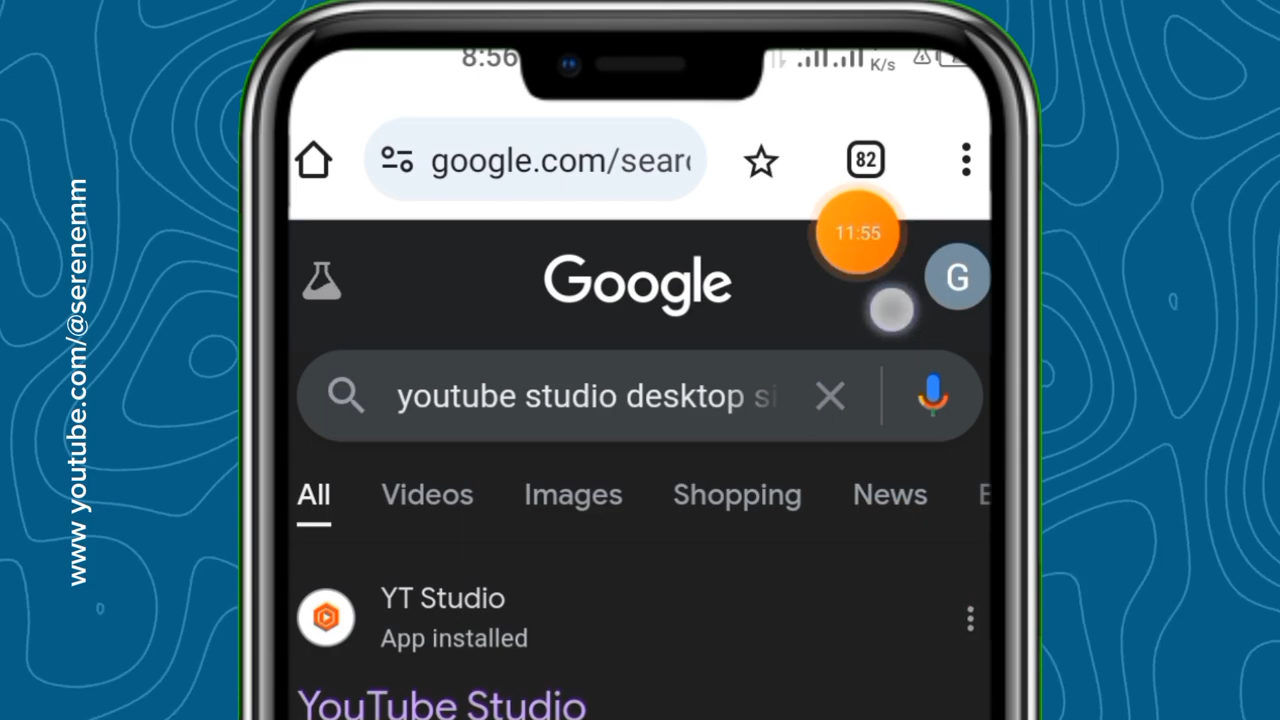 8:56
K/s
google.com/sear
82
11:55
Google
G
youtube studio desktop si
All Videos Images Shopping News E
YT Studio
App installed
YouTube Studio
www youtube.com/@serenemm